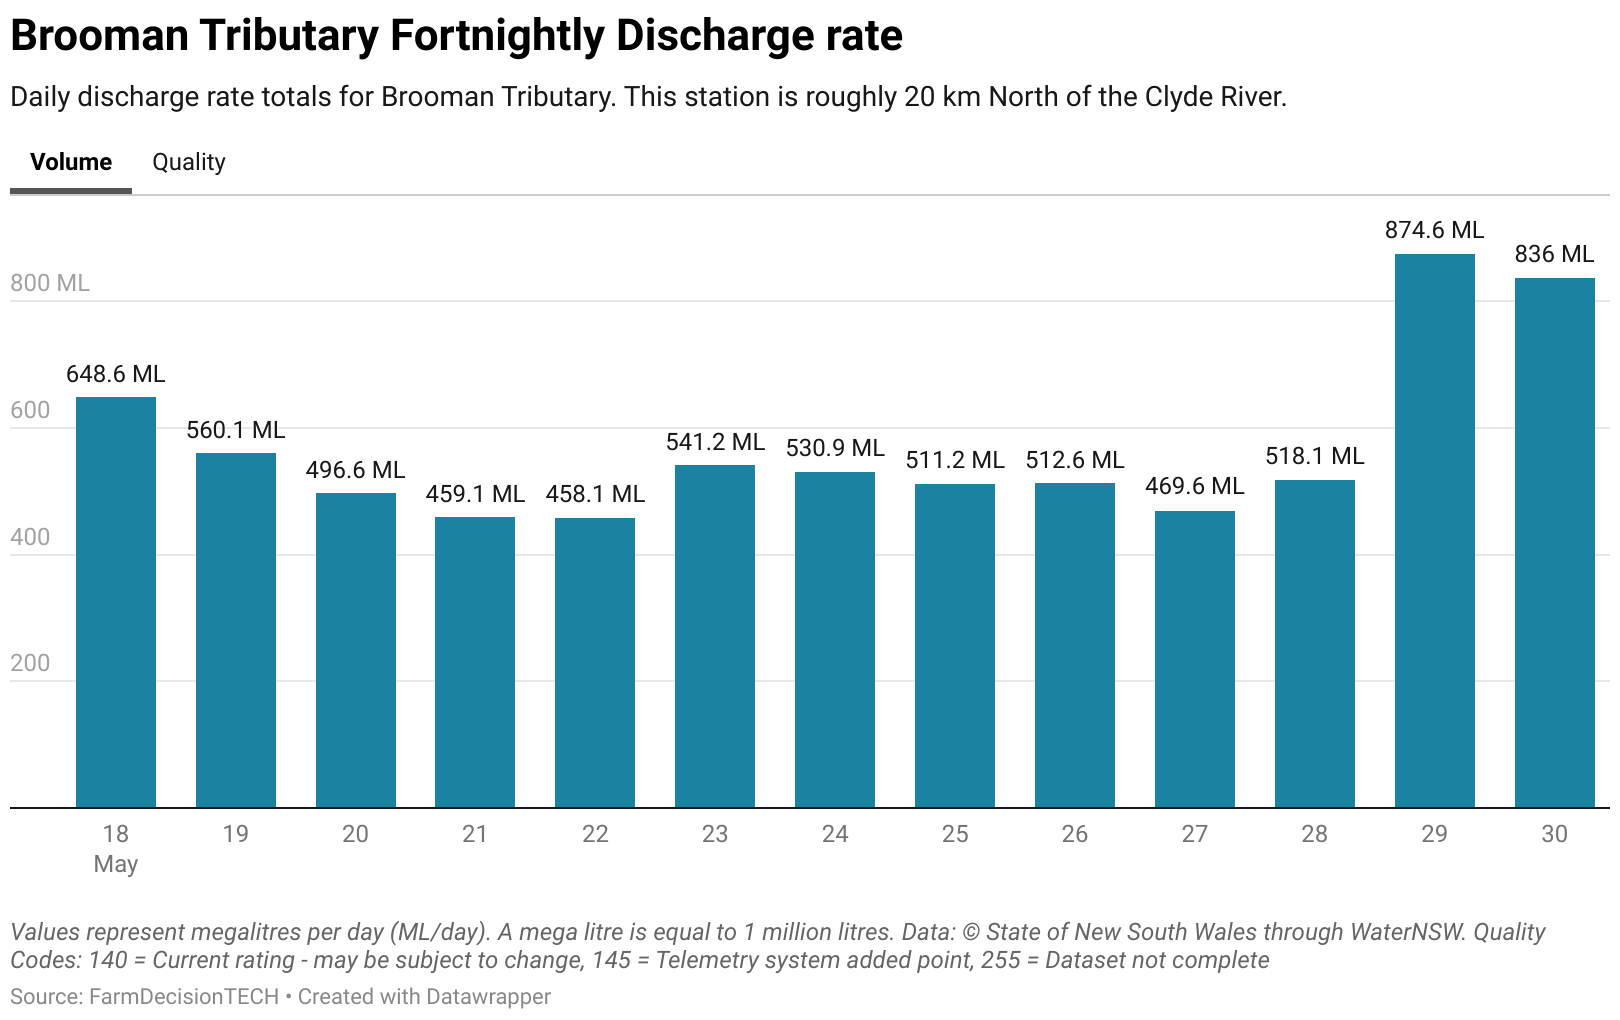 Brooman Tributary Fortnightly Discharge rate
Daily discharge rate totals for Brooman Tributary. This station is roughly 20 km North of the Clyde River.
Volume Quality
874.6 ML
836 ML
800 ML
648.6 ML
600
560.1 ML
541.2 ML
530.9 ML
518.1 ML
511.2 ML
512.6 ML
496.6 ML
469.6 ML
459.1 ML
458.1 ML
400
200
18 19 20 21 22 23 24 25 26 27 28 29 30
May
Values represent megalitres per day (ML/day). A mega litre is equal to 1 million litres. Data: © State of New South Wales through WaterNSW. Quality
Codes: 140 = Current rating - may be subject to change, 145 = Telemetry system added point, 255 = Dataset not complete
Source: FarmDecisionTECH • Created with Datawrapper